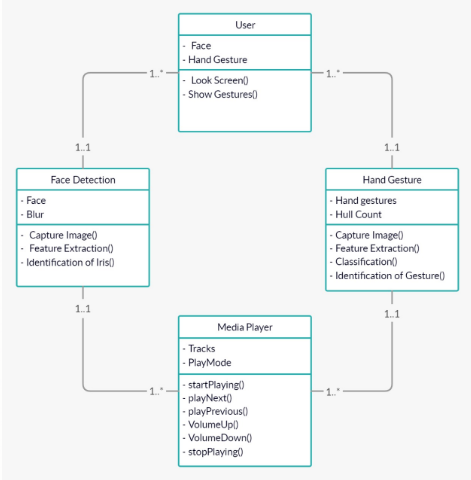 User
- Face
- Hand Gesture
- Look Screen()
- Show Gestures()
1..*
1..*
1..1
1..1
Face Detection
- Face
- Blur
- Capture Image()
- Feature Extraction()
- Identification of Iris()
Hand Gesture
- Hand gestures
- Hull Count
- Capture Image()
- Feature Extraction()
- Classification()
- Identification of Gesture()
1..1
1..1
Media Player
- Tracks
- PlayMode
- startPlaying()
- playNext()
- playPrevious()
- VolumeUp()
- VolumeDown()
- stopPlaying()
1..*
1..*